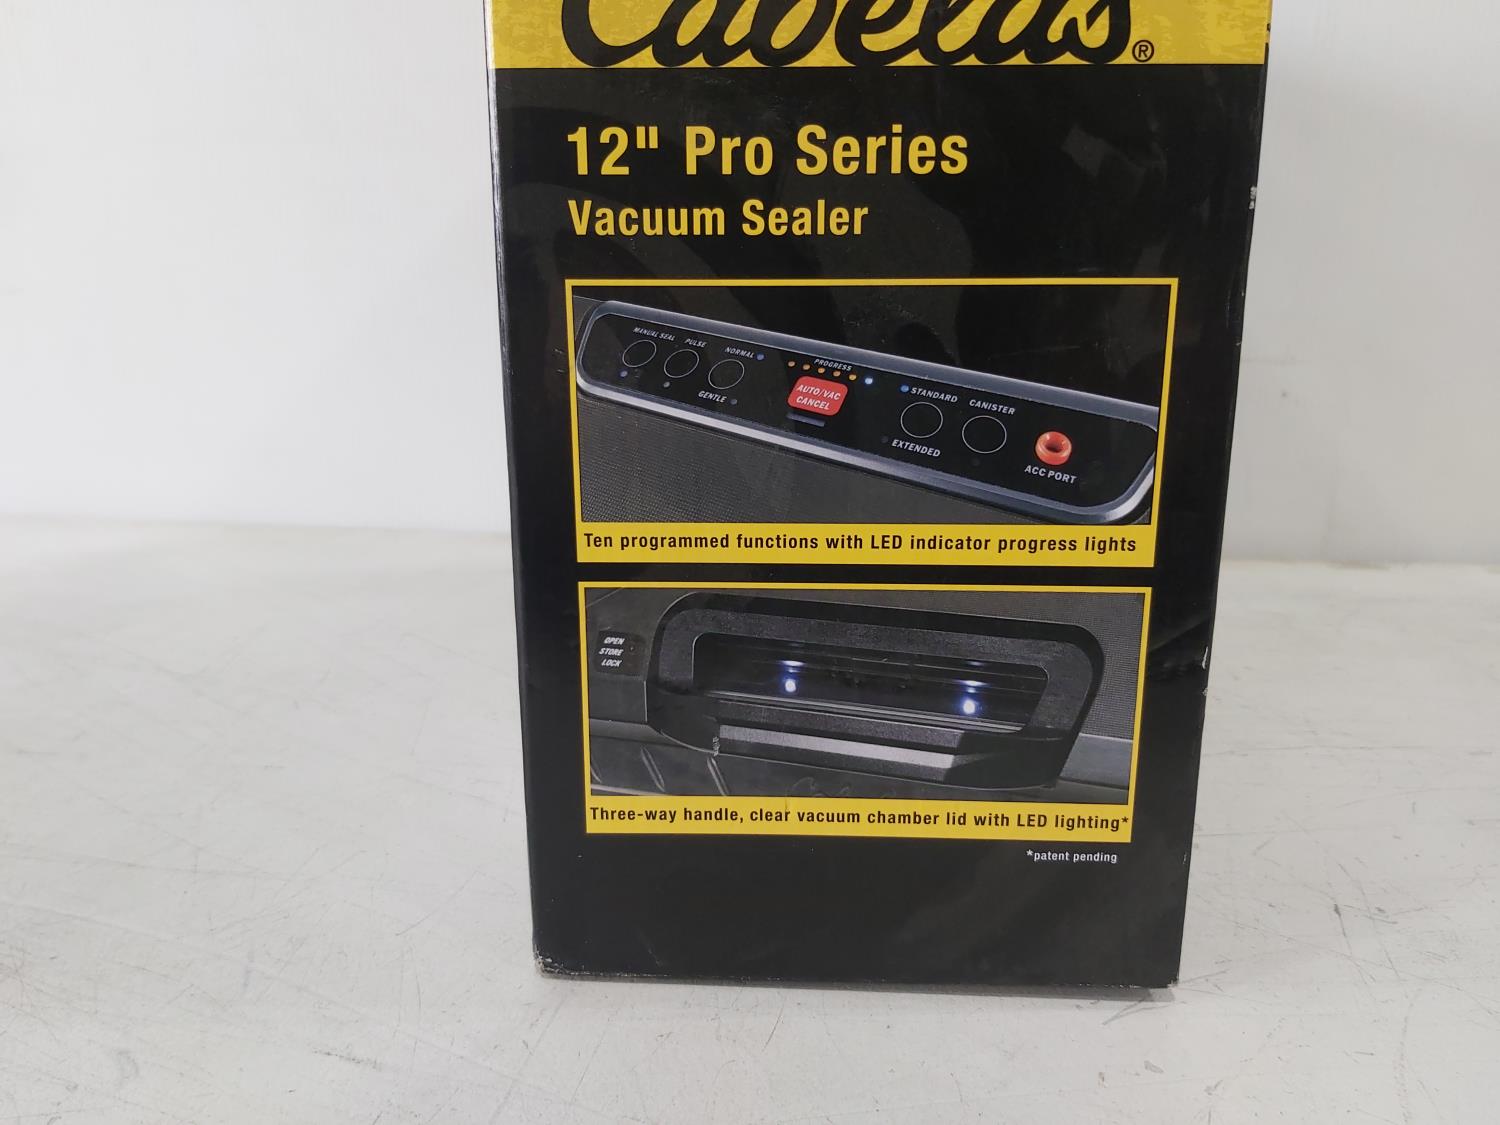 Cabela's®
12" Pro Series
Vacuum Sealer
MANUAL SEAL PULSE NORMAL PROGRESS STANDARD CANISTER
GENTLE AUTO/VAC
CANCEL EXTENDED ACC PORT
Ten programmed functions with LED indicator progress lights
OPEN
STORE
LOCK
Three-way handle, clear vacuum chamber lid with LED lighting*
*patent pending